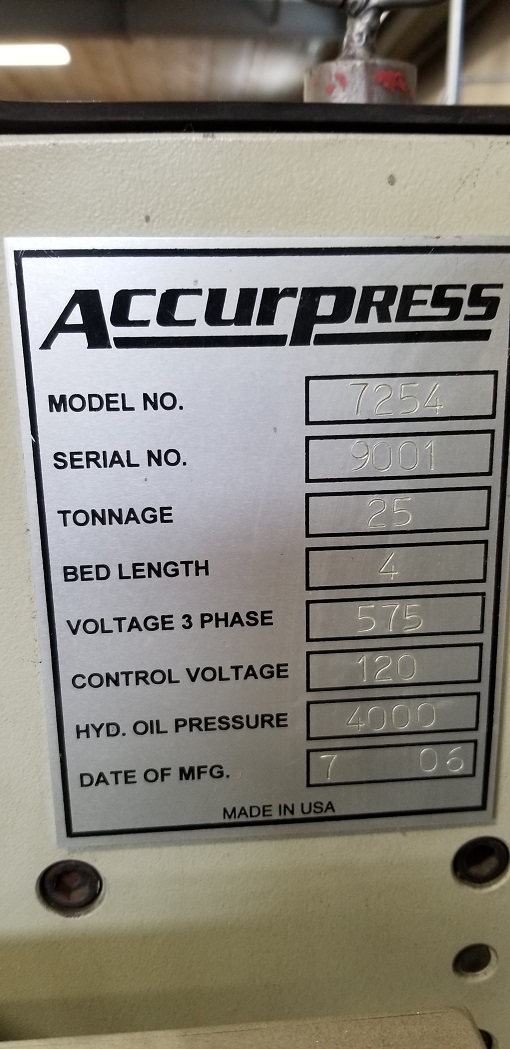 ACCURPRESS
MODEL NO. 7254
SERIAL NO. 9001
TONNAGE 25
BED LENGTH 4
VOLTAGE 3 PHASE 575
CONTROL VOLTAGE 120
HYD. OIL PRESSURE 4000
DATE OF MFG. 7 06
MADE IN USA